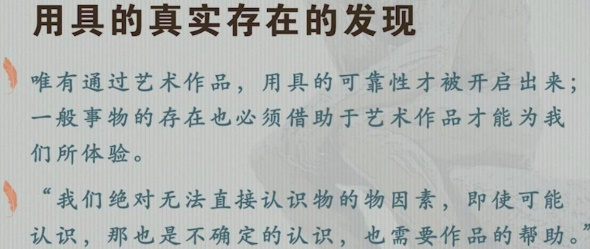 用具的真实存在的发现
唯有通过艺术作品，用具的可靠性才被开启出来；
一般事物的存在也必须借助于艺术作品才能为我
们所体验。
“我们绝对无法直接认识物的物因素，即使可能
认识，那也是不确定的认识，也需要作品的帮助。”